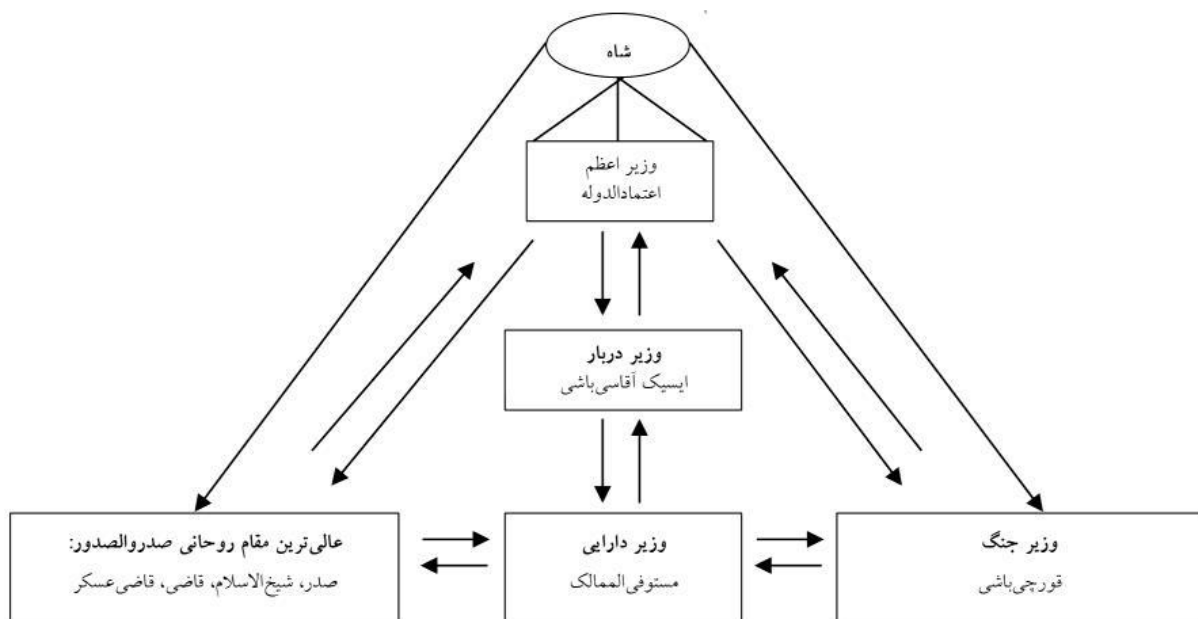 شاه
وزیر اعظم
اعتمادالدوله
وزیر دربار
ایسیک آقاسی‌باشی
عالی‌ترین مقام روحانی صدروالصدور:
صدر، شیخ‌الاسلام، قاضی، قاضی‌عسکر
وزیر دارایی
مستوفی‌الممالک
وزیر جنگ
قورچی‌باشی